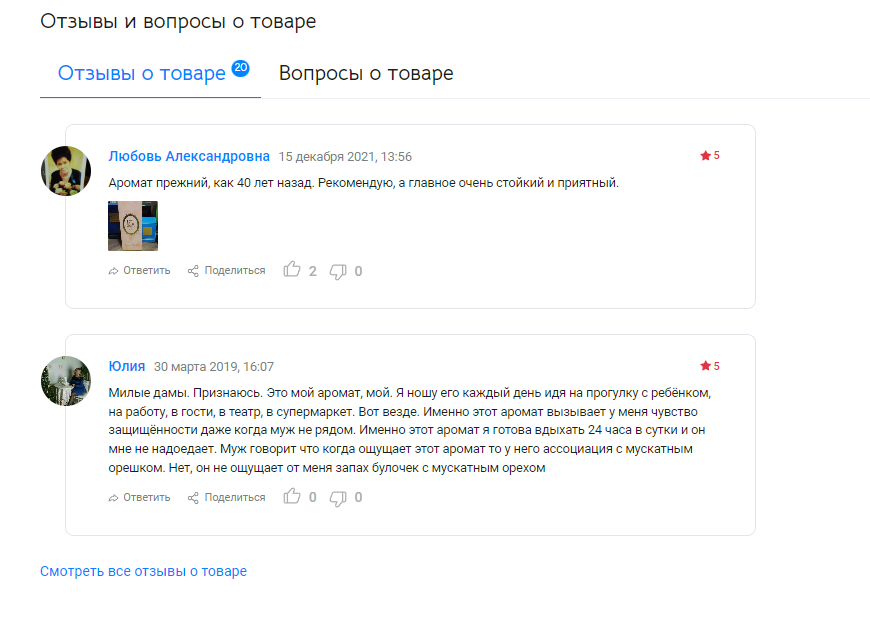 Отзывы и вопросы о товаре
Отзывы о товаре 20 Вопросы о товаре
Любовь Александровна 15 декабря 2021, 13:56 5
Аромат прежний, как 40 лет назад. Рекомендую, а главное очень стойкий и приятный.
Ответить Поделиться 2 0
Юлия 30 марта 2019, 16:07 5
Милые дамы. Признаюсь. Это мой аромат, мой. Я ношу его каждый день идя на прогулку с ребёнком,
на работу, в гости, в театр, в супермаркет. Вот везде. Именно этот аромат вызывает у меня чувство
защищённости даже когда муж не рядом. Именно этот аромат я готова вдыхать 24 часа в сутки и он
мне не надоедает. Муж говорит что когда ощущает этот аромат то у него ассоциация с мускатным
орешком. Нет, он не ощущает от меня запах булочек с мускатным орехом
Ответить Поделиться 0 0
Смотреть все отзывы о товаре